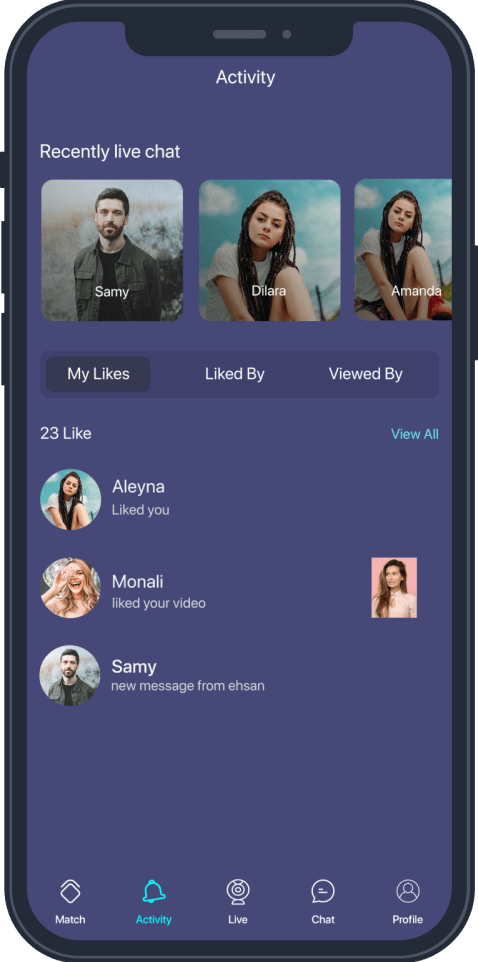 Activity
Recently live chat
Samy
Dilara
Amanda
My Likes
Liked By
Viewed By
23 Like
View All
Aleyna
Liked you
Monali
liked your video
Samy
new message from ehsan
Match
Activity
Live
Chat
Profile